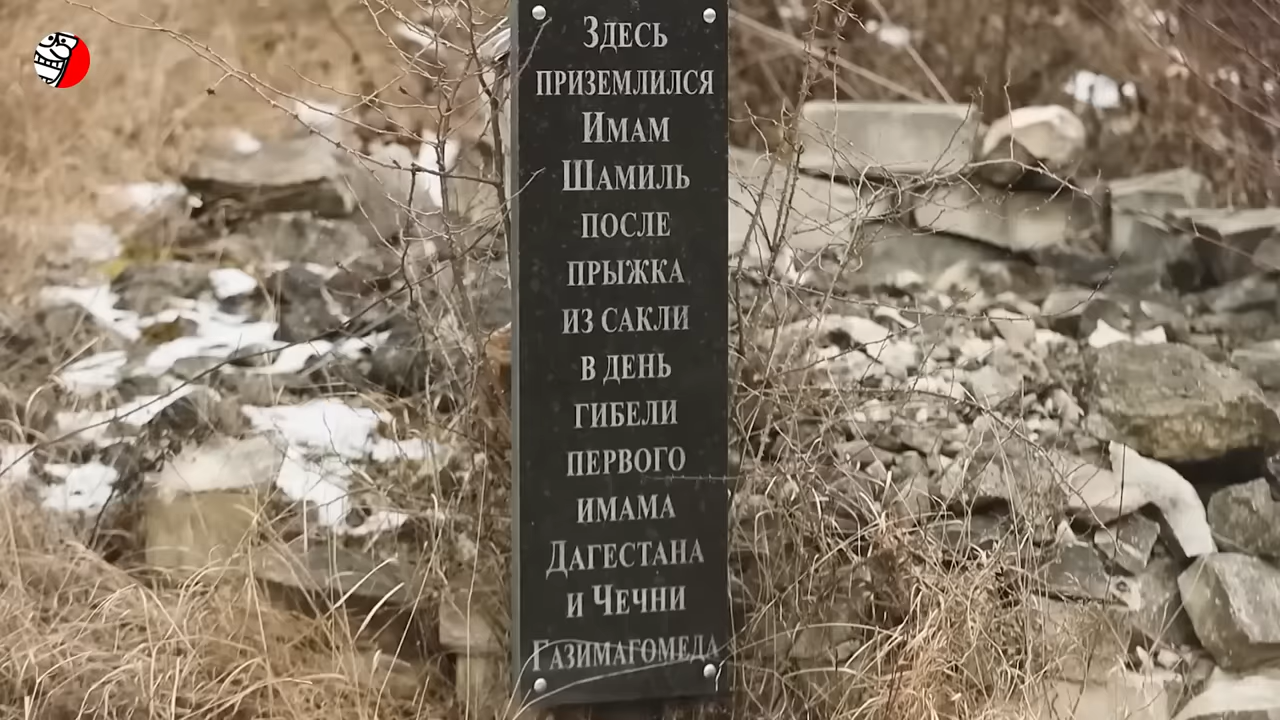 Здесь
приземлился
Имам
Шамиль
после
прыжка
из сакли
в день
гибели
первого
имама
Дагестана
и Чечни
Газимагомеда